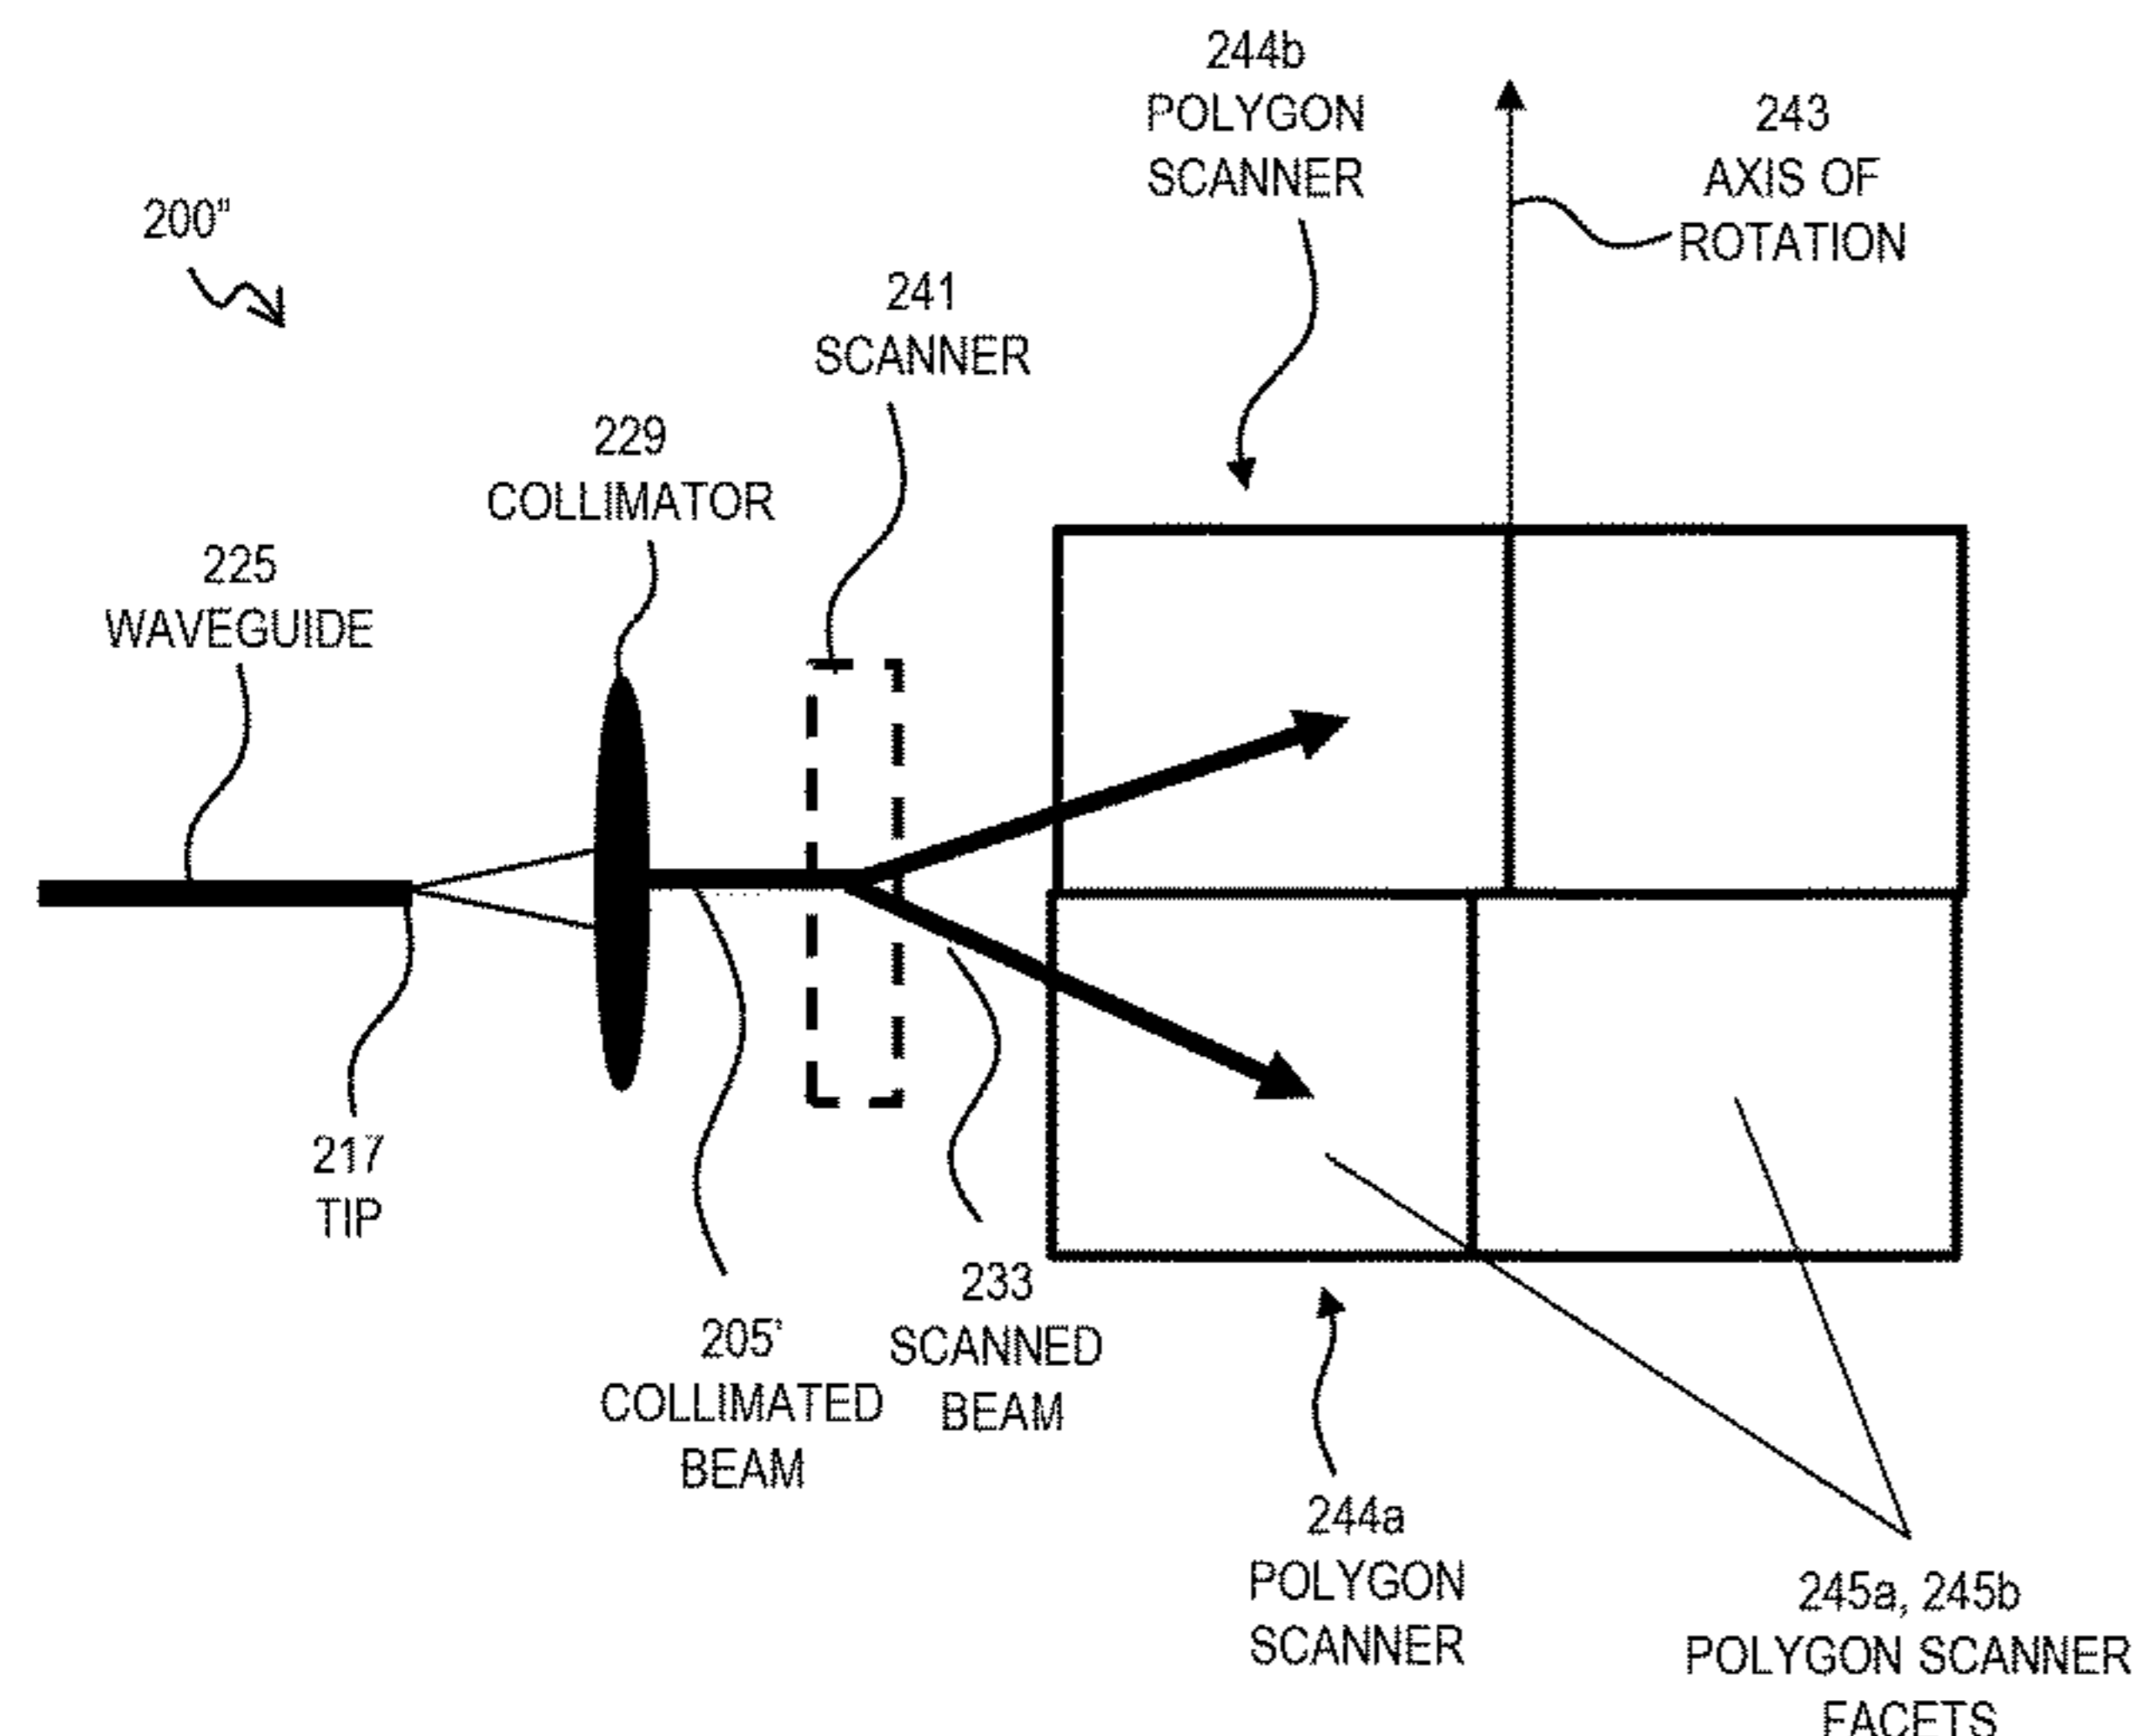 244b
POLYGON
SCANNER
243
AXIS OF
ROTATION
200"
241
SCANNER
229
COLLIMATOR
225
WAVEGUIDE
217
TIP
205'
COLLIMATED
BEAM
233
SCANNED
BEAM
244a
POLYGON
SCANNER
245a, 245b
POLYGON SCANNER
FACETS